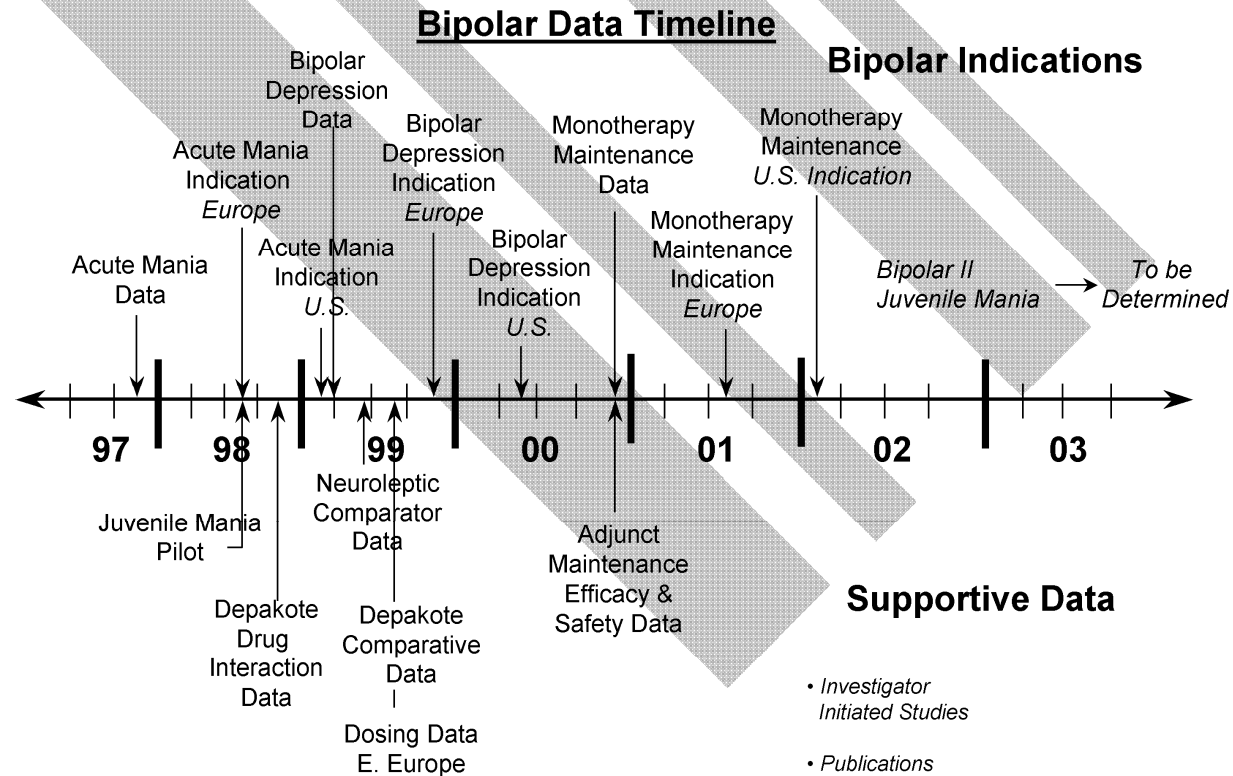 Bipolar Data Timeline
Bipolar Indications
Bipolar
Depression
Data
Acute Mania
Indication
Europe
Acute Mania
Data
Acute Mania
Indication
U.S.
Bipolar
Depression
Indication
Europe
Bipolar
Depression
Indication
U.S.
Monotherapy
Maintenance
Data
Monotherapy
Maintenance
Indication
Europe
Monotherapy
Maintenance
U.S. Indication
Bipolar II
Juvenile Mania
To be
Determined
97
98
99
00
01
02
03
Juvenile Mania
Pilot
Depakote
Drug
Interaction
Data
Neuroleptic
Comparator
Data
Depakote
Comparative
Data
Dosing Data
E. Europe
Adjunct
Maintenance
Efficacy &
Safety Data
Supportive Data
• Investigator
Initiated Studies
• Publications